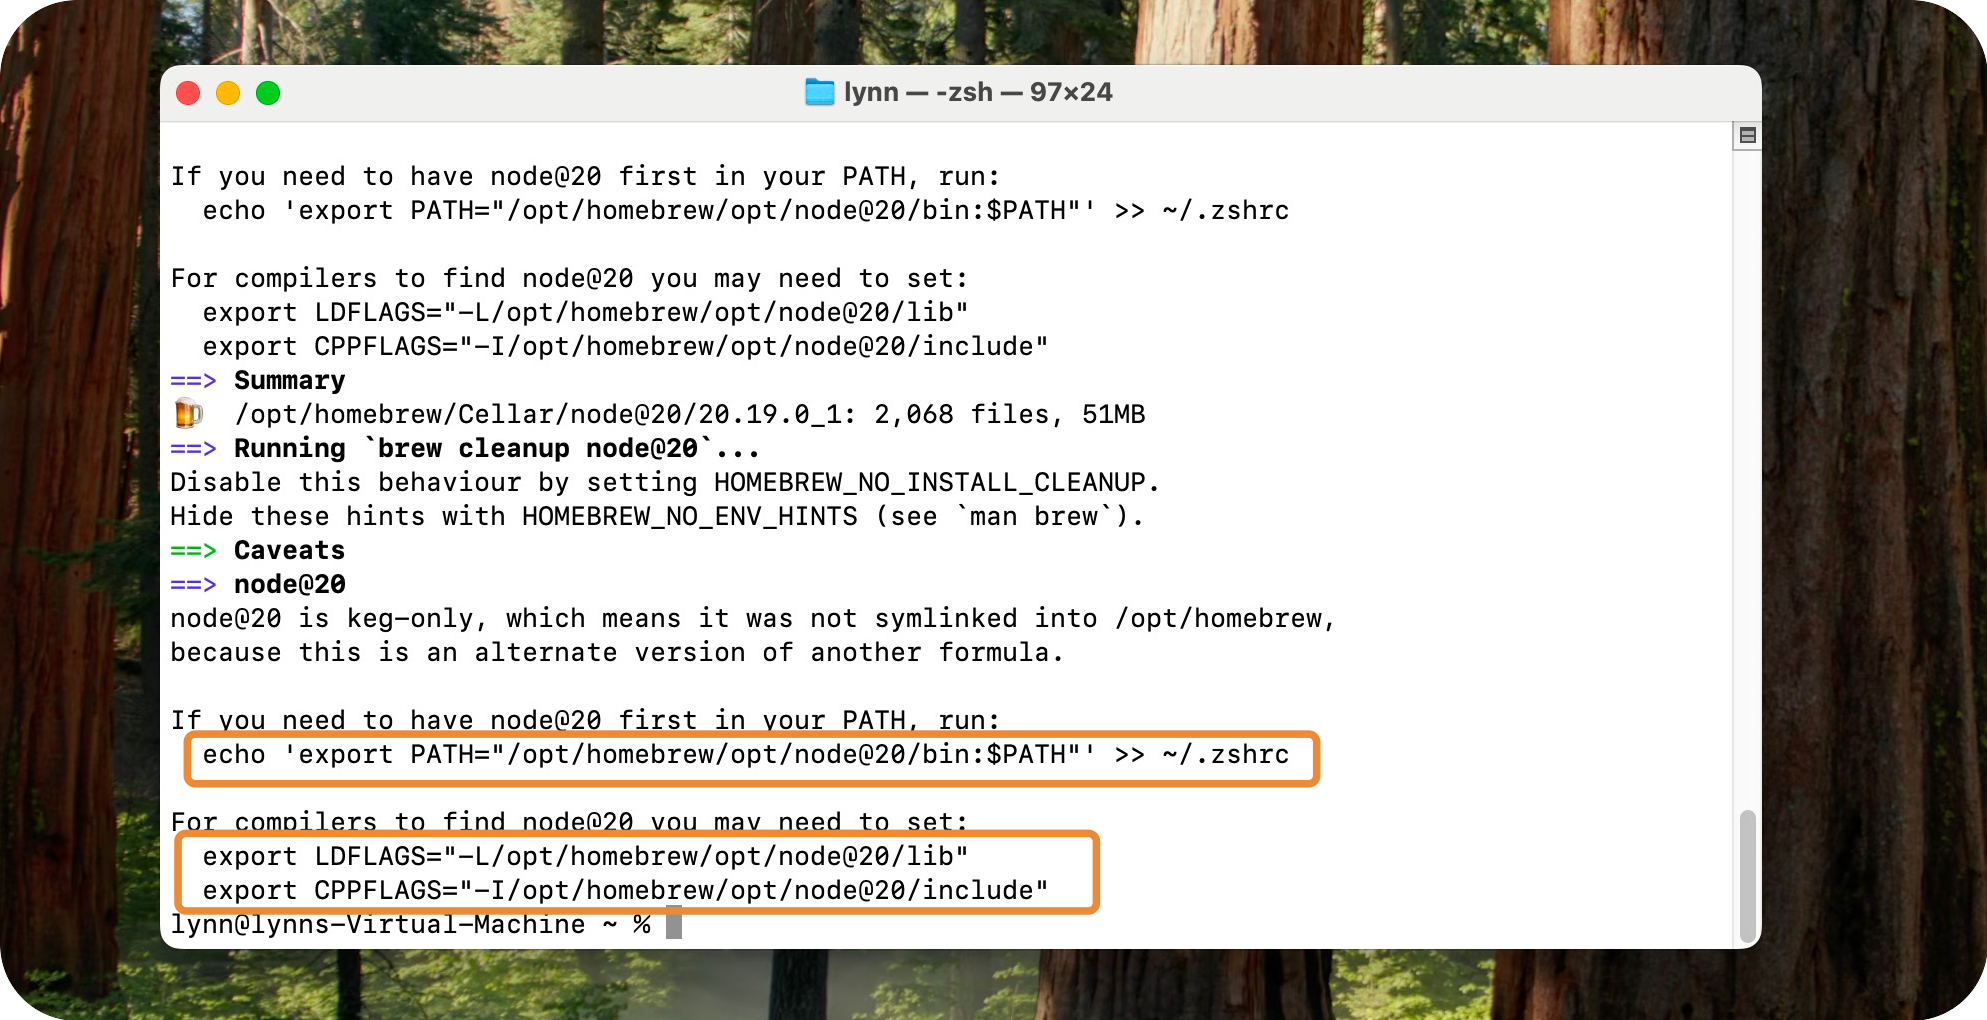 lynn — -zsh — 97×24
If you need to have node@20 first in your PATH, run:
  echo 'export PATH="/opt/homebrew/opt/node@20/bin:$PATH"' >> ~/.zshrc
For compilers to find node@20 you may need to set:
  export LDFLAGS="-L/opt/homebrew/opt/node@20/lib"
  export CPPFLAGS="-I/opt/homebrew/opt/node@20/include"
==> Summary
🍺  /opt/homebrew/Cellar/node@20/20.19.0_1: 2,068 files, 51MB
==> Running `brew cleanup node@20`...
Disable this behaviour by setting HOMEBREW_NO_INSTALL_CLEANUP.
Hide these hints with HOMEBREW_NO_ENV_HINTS (see `man brew`).
==> Caveats
==> node@20
node@20 is keg-only, which means it was not symlinked into /opt/homebrew,
because this is an alternate version of another formula.
If you need to have node@20 first in your PATH, run:
  echo 'export PATH="/opt/homebrew/opt/node@20/bin:$PATH"' >> ~/.zshrc
For compilers to find node@20 you may need to set:
  export LDFLAGS="-L/opt/homebrew/opt/node@20/lib"
  export CPPFLAGS="-I/opt/homebrew/opt/node@20/include"
lynn@lynns-Virtual-Machine ~ %